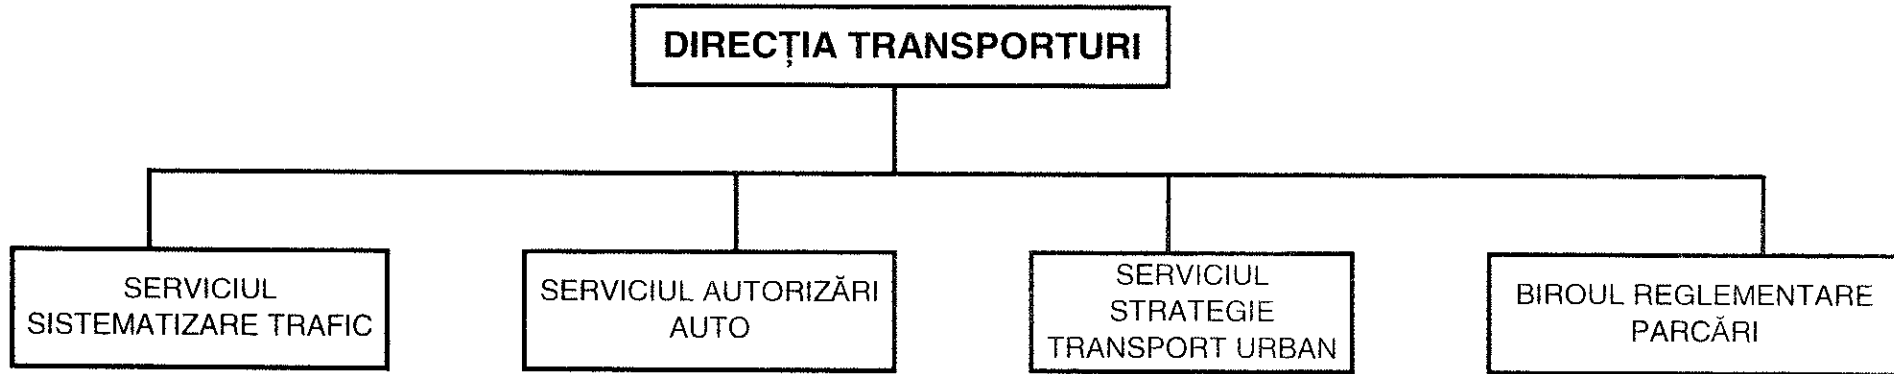 DIRECȚIA TRANSPORTURI
SERVICIUL
SISTEMATIZARE TRAFIC
SERVICIUL AUTORIZĂRI
AUTO
SERVICIUL
STRATEGIE
TRANSPORT URBAN
BIROUL REGLEMENTARE
PARCĂRI